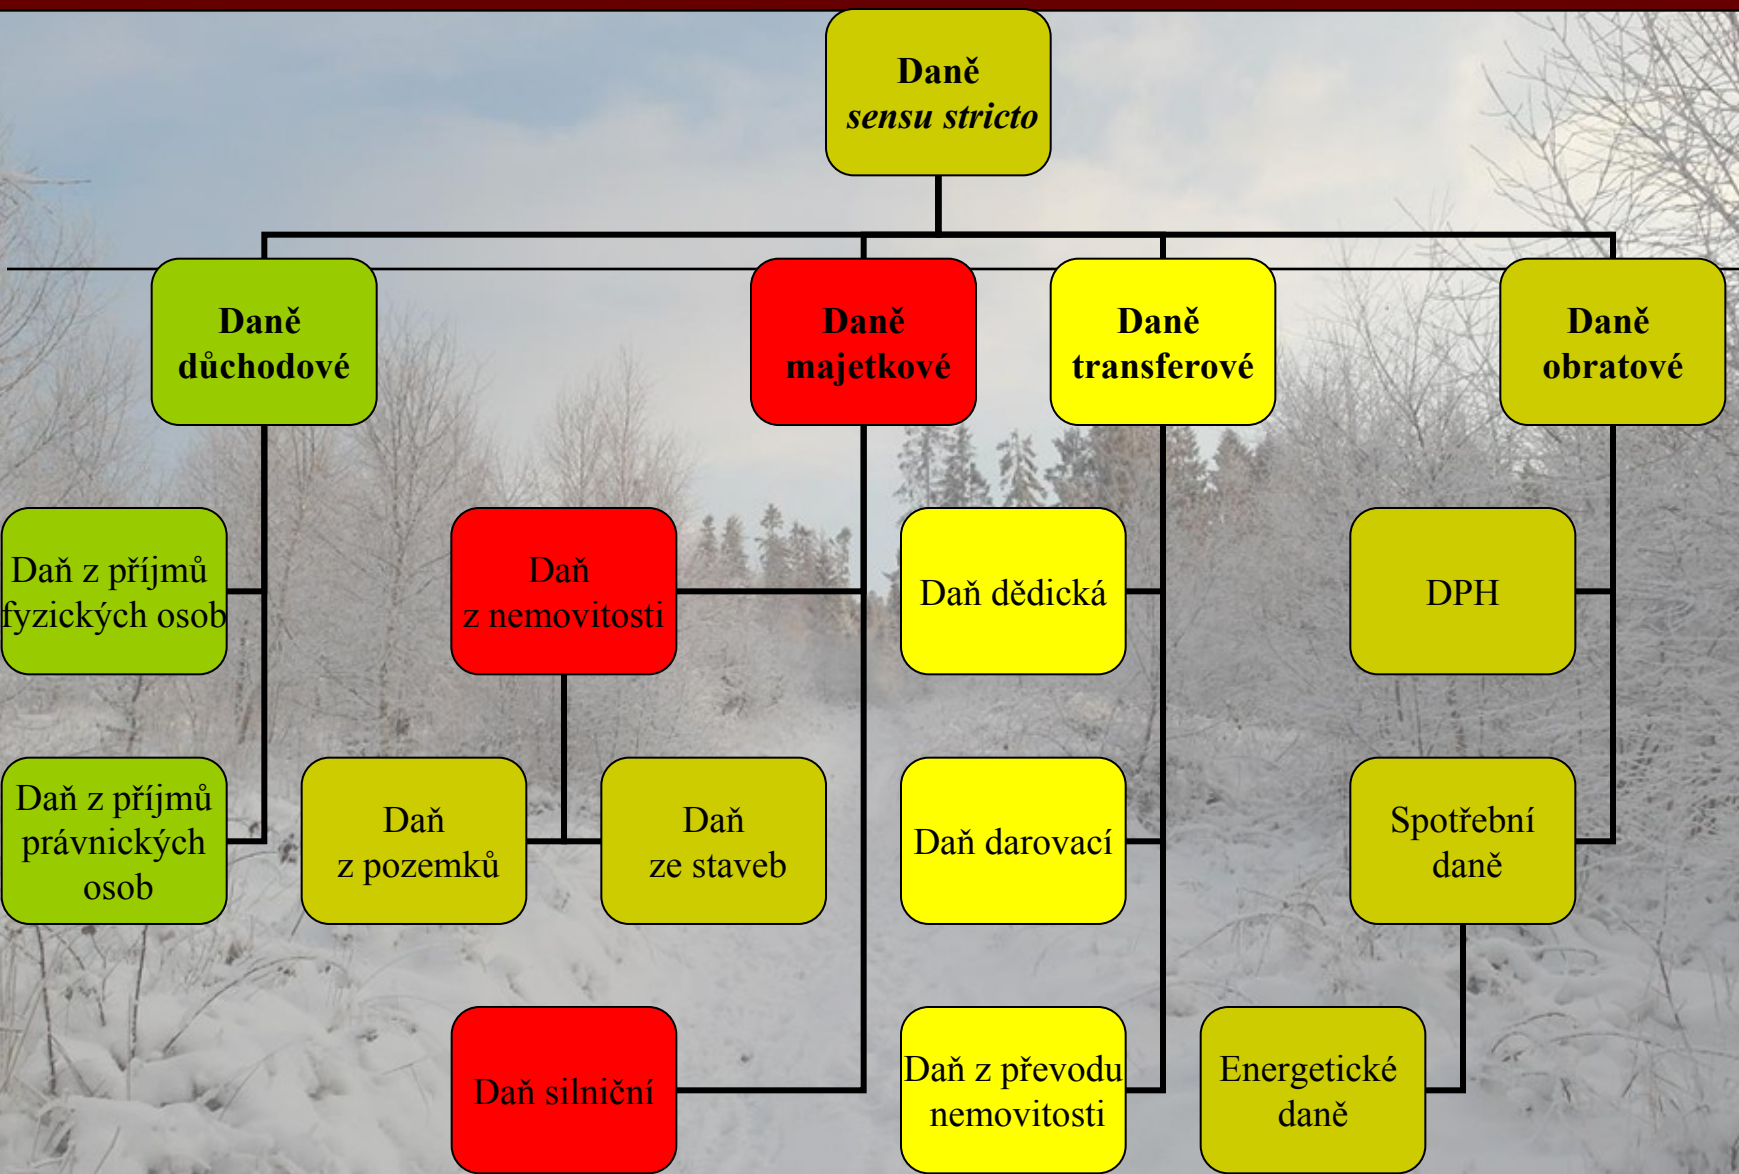 Daně
sensu stricto
Daně
důchodové
Daně
majetkové
Daně
transferové
Daně
obratové
Daň z příjmů
fyzických osob
Daň
z nemovitosti
Daň dědická
DPH
Daň z příjmů
právnických
osob
Daň
z pozemků
Daň
ze staveb
Daň darovací
Spotřební
daně
Daň silniční
Daň z převodu
nemovitosti
Energetické
daně